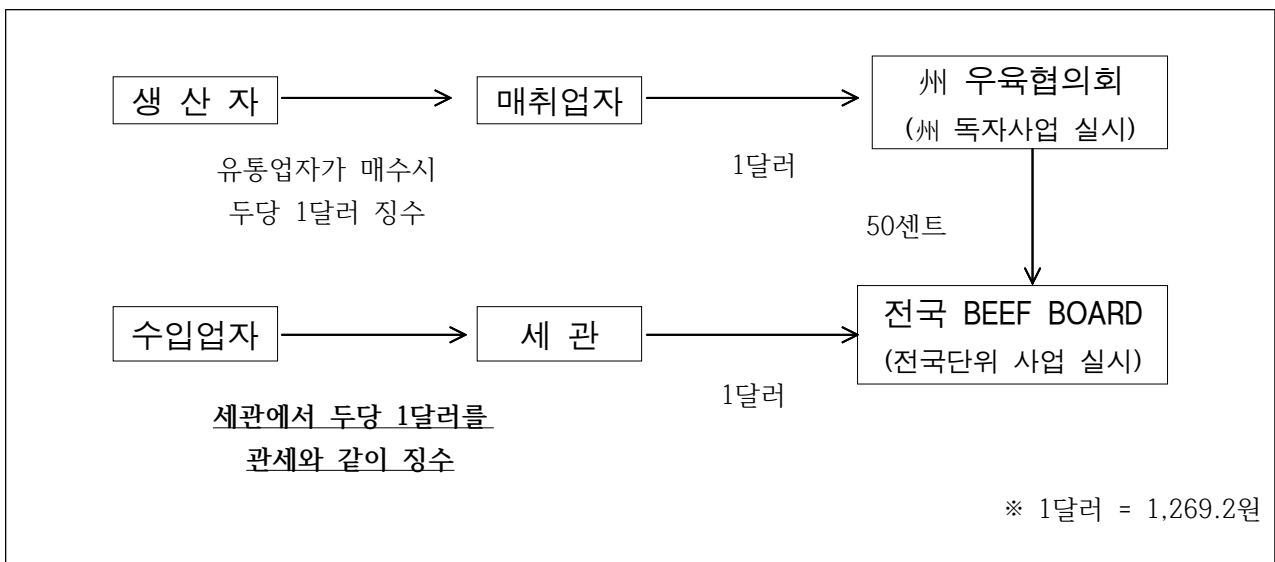 생 산 자
매취업자
州 우육협의회
(州 독자사업 실시)
유통업자가 매수시
두당 1달러 징수
1달러
50센트
수입업자
세 관
전국 BEEF BOARD
(전국단위 사업 실시)
세관에서 두당 1달러를
관세와 같이 징수
1달러
※ 1달러 = 1,269.2원